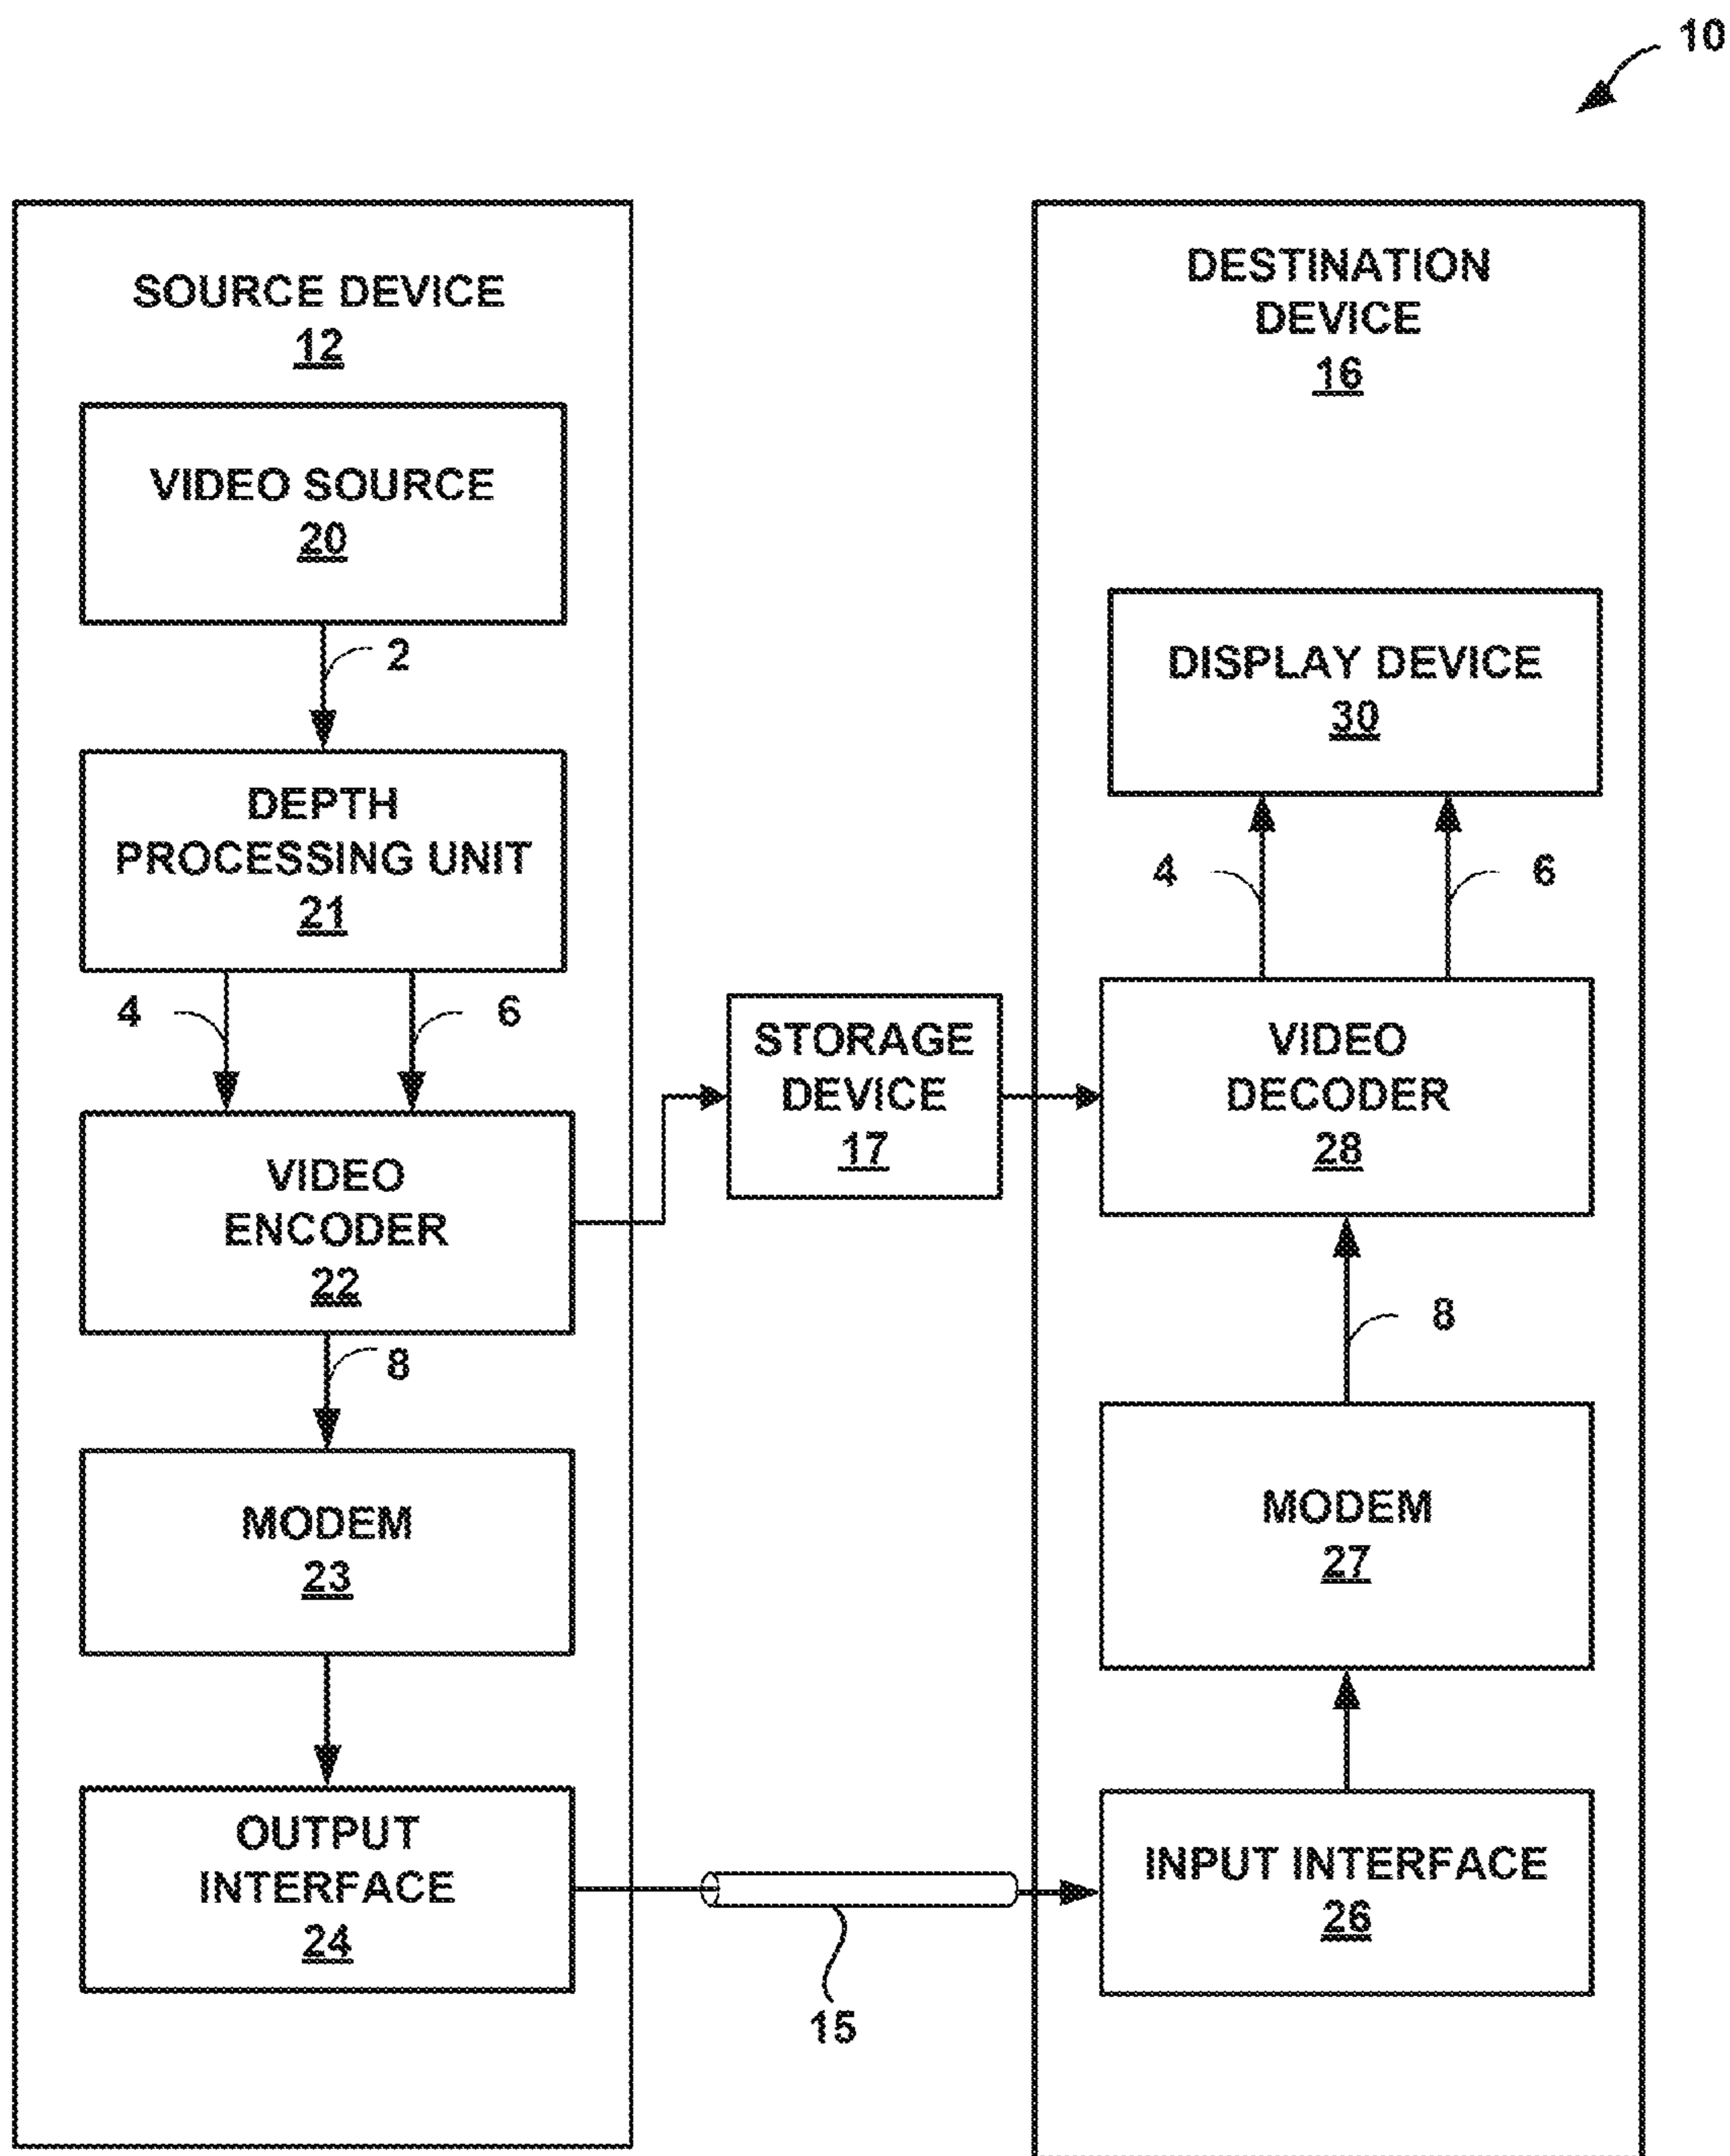 10
SOURCE DEVICE
12
VIDEO SOURCE
20
2
DEPTH
PROCESSING UNIT
21
4
6
VIDEO
ENCODER
22
8
MODEM
23
OUTPUT
INTERFACE
24
STORAGE
DEVICE
17
15
DESTINATION
DEVICE
16
DISPLAY DEVICE
30
4
6
VIDEO
DECODER
28
8
MODEM
27
INPUT INTERFACE
26